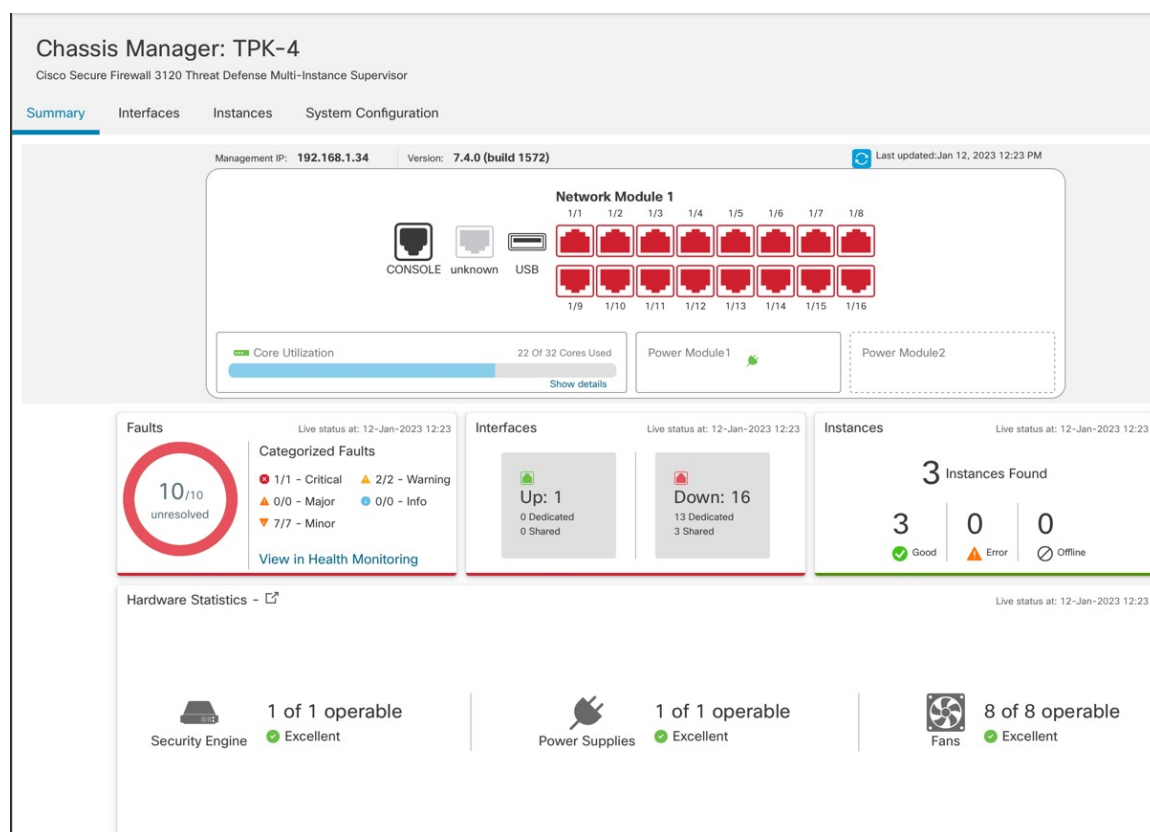 Chassis Manager: TPK-4
Cisco Secure Firewall 3120 Threat Defense Multi-Instance Supervisor
Summary Interfaces Instances System Configuration
Management IP: 192.168.1.34 Version: 7.4.0 (build 1572) Last updated:Jan 12, 2023 12:23 PM
Network Module 1
1/1 1/2 1/3 1/4 1/5 1/6 1/7 1/8
CONSOLE unknown USB
1/9 1/10 1/11 1/12 1/13 1/14 1/15 1/16
Core Utilization 22 Of 32 Cores Used
Show details
Power Module1
Power Module2
Faults Live status at: 12-Jan-2023 12:23
10/10
unresolved
Categorized Faults
1/1 - Critical 2/2 - Warning
0/0 - Major 0/0 - Info
7/7 - Minor
View in Health Monitoring
Interfaces Live status at: 12-Jan-2023 12:23
Up: 1
0 Dedicated
0 Shared
Down: 16
13 Dedicated
3 Shared
Instances Live status at: 12-Jan-2023 12:23
3 Instances Found
3 0 0
Good Error Offline
Hardware Statistics - Live status at: 12-Jan-2023 12:23
Security Engine
1 of 1 operable
Excellent
Power Supplies
1 of 1 operable
Excellent
Fans
8 of 8 operable
Excellent